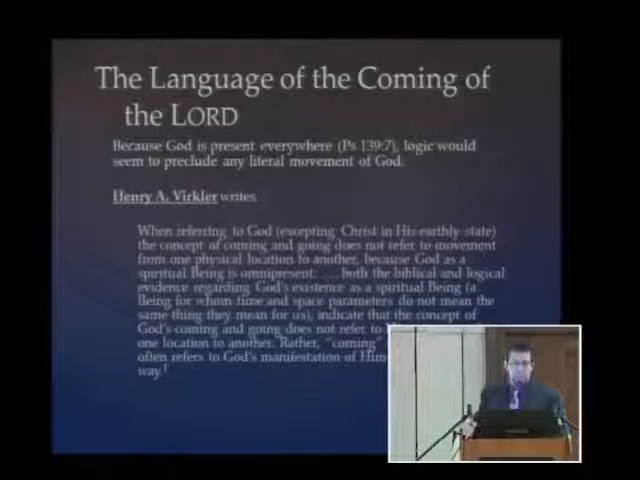 The Language of the Coming of
the LORD
Because God is present everywhere (Ps 139:7), logic would
seem to preclude any literal movement of God.
Henry A. Virkler writes,
When referring to God (excepting Christ in His earthly state)
the concept of coming and going does not refer to movement
from one physical location to another, because God as a
spiritual Being is omnipresent. . . . both the biblical and logical
evidence regarding God's existence as a spiritual Being (a
Being for whom time and space parameters do not mean the
same thing they mean for us), indicate that the concept of
God's coming and going does not refer to
one location to another. Rather, "coming"
often refers to God's manifestation of Him
way.1